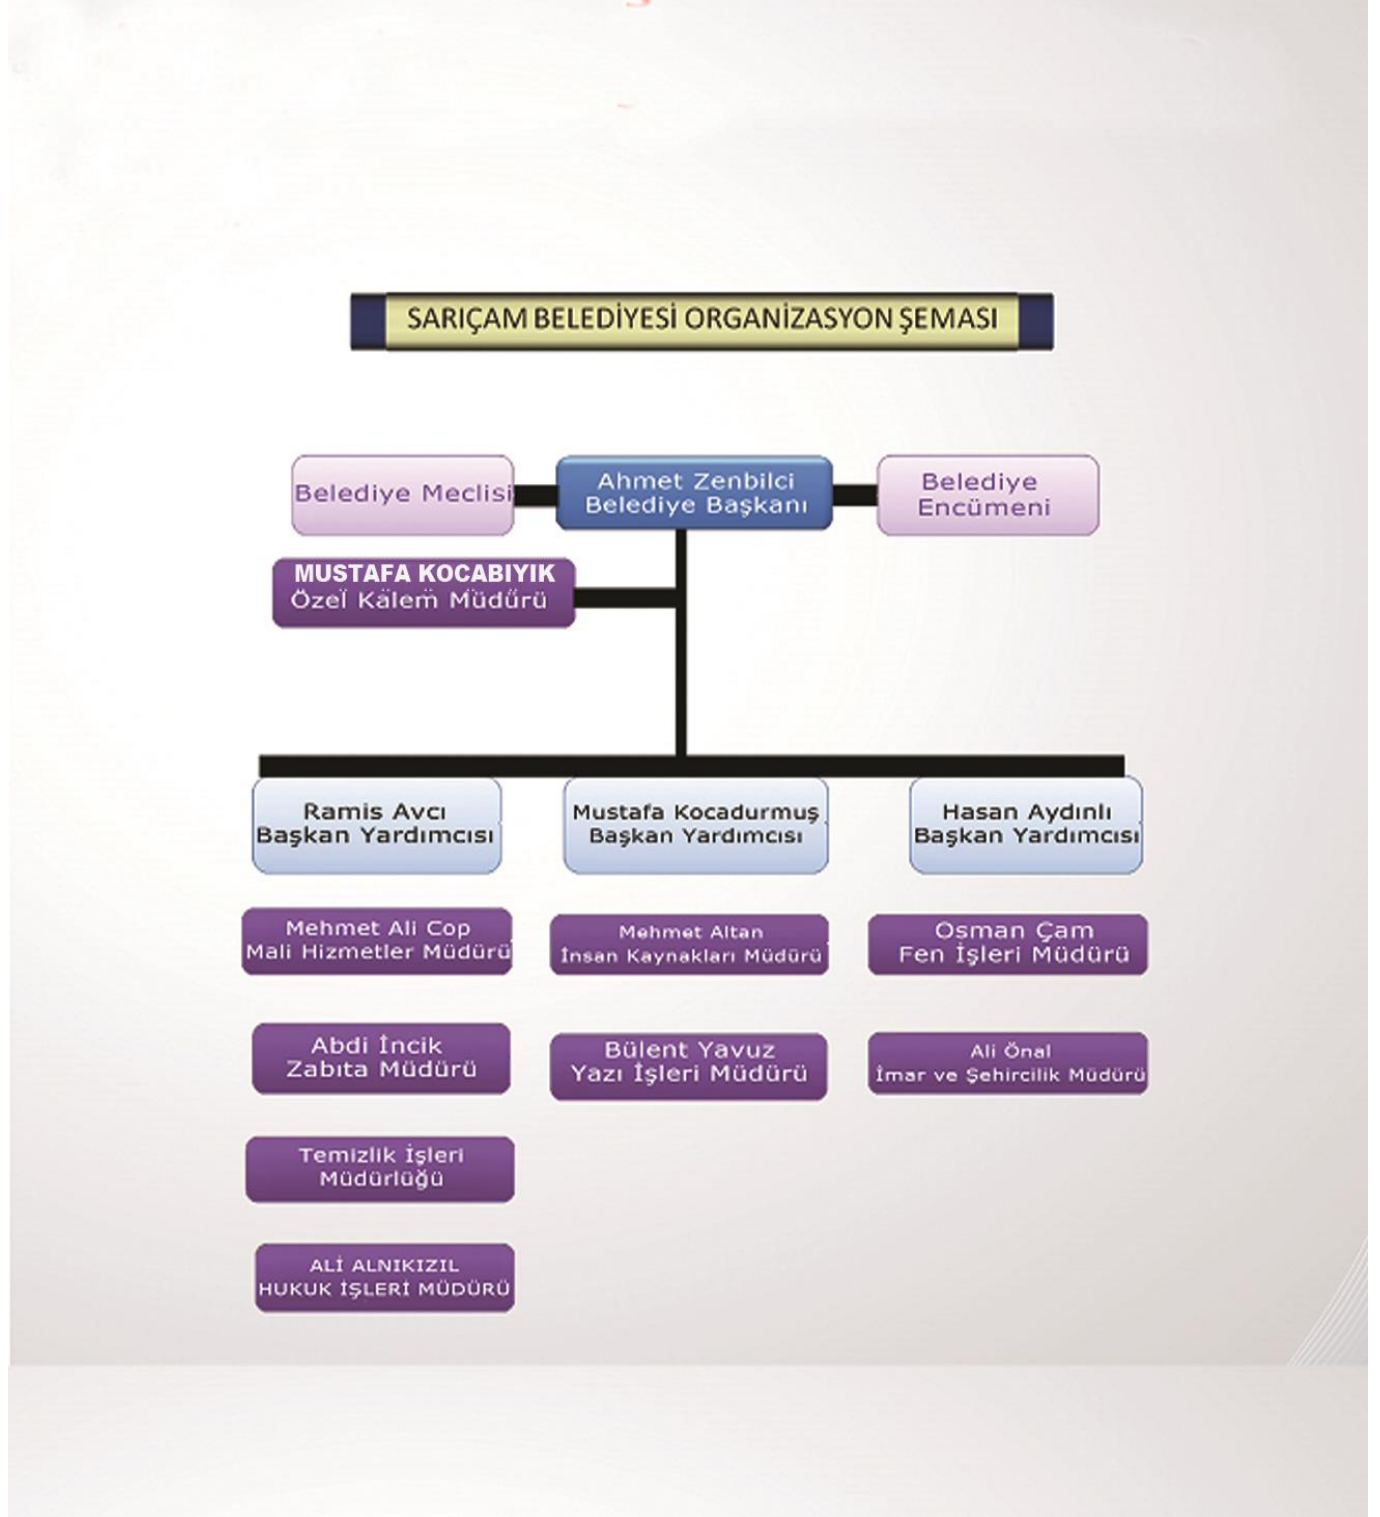 SARIÇAM BELEDİYESİ ORGANİZASYON ŞEMASI
Belediye Meclisi
Ahmet Zenbilci
Belediye Başkanı
Belediye
Encümeni
MUSTAFA KOCABIYIK
Özel Kalem Müdürü
Ramis Avcı
Başkan Yardımcısı
Mustafa Kocadurmuş
Başkan Yardımcısı
Hasan Aydınlı
Başkan Yardımcısı
Mehmet Ali Cop
Mali Hizmetler Müdürü
Mehmet Altan
İnsan Kaynakları Müdürü
Osman Çam
Fen İşleri Müdürü
Abdi İncik
Zabıta Müdürü
Bülent Yavuz
Yazı İşleri Müdürü
Ali Önal
İmar ve Şehircilik Müdürü
Temizlik İşleri
Müdürlüğü
ALİ ALNIKIZIL
HUKUK İŞLERİ MÜDÜRÜ